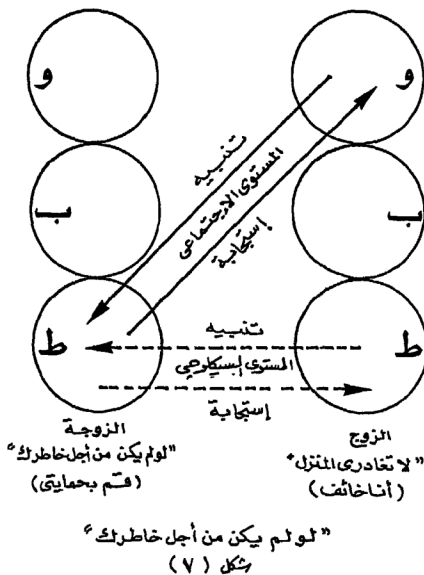 و
و
تنبيه
المستوى الاجتماعى
إستجابة
ب
ب
ط
ط
تنبيه
المستوى السيكلوجى
إستجابة
الزوج
"لا تغادرى المنزل"
(أنا خائف)
الزوجة
"لو لم يكن من أجل خاطرك"
(قم بحمايتى)
"لو لم يكن من أجل خاطرك"
شكل (٧)